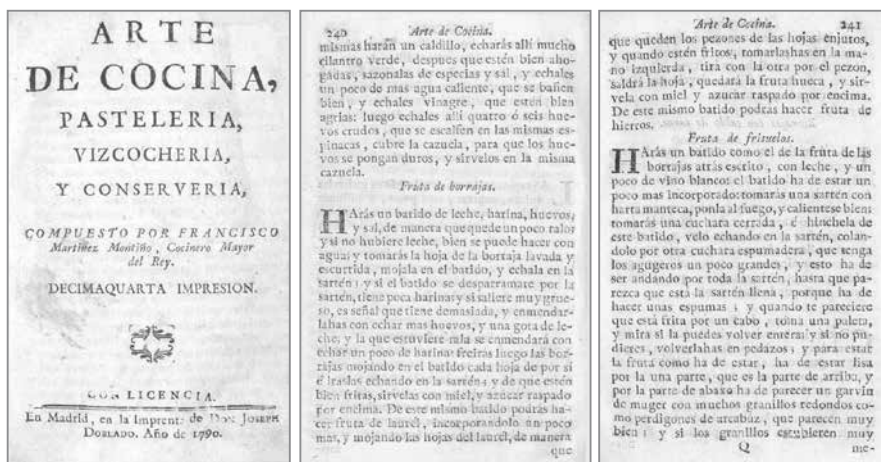 ARTE
DE COCINA,
PASTELERIA,
VIZCOCHERIA,
Y CONSERVERIA,
COMPUESTO POR FRANCISCO
Martinez Montiño, Cocinero Mayor
del Rey.
DECIMAQUARTA IMPRESION.
CON LICENCIA.
En Madrid, en la Imprenta de Don Joseph
Doblado. Año de 1790.
240 Arte de Cocina.
mismas harán un caldillo, echarás allí mucho
cilantro verde, despues que estén bien aho-
gadas, sazonalas de especias y sal, y echales
un poco de mas agua caliente, que se bañen
bien, y echales vinagre, que estén bien
agrias: luego echales allí quatro ó seis hue-
vos crudos, que se escalfen en las mismas es-
pinacas, cubre la cazuela, para que los hue-
vos se pongan duros, y sirvelos en la misma
cazuela.
Fruta de borrajas.
HArás un batido de leche, harina, huevos,
y sal, de manera que quede un poco ralo;
y si no hubiere leche, bien se puede hacer con
agua; y tomarás la hoja de la borraja lavada y
escurrida, mojala en el batido, y echala en la
sartén; y si el batido se desparramare por la
sartén, tiene poca harina; y si saliere muy grue-
so, es señal que tiene demasiada, y enmendar-
lahas con echar mas huevos, y una gota de le-
che, y la que estuviere rala se enmendará con
echar un poco de harina: freirás luego las bor-
rajas mojando en el batido cada hoja de por sí
é iraslas echando en la sartén; y de que estén
bien fritas, sirvelas con miel, y azucar raspado
por encima. De este mismo batido podrás ha-
cer fruta de laurel, incorporandolo un poco
mas, y mojando las hojas del laurel, de manera
que
Arte de Cocina. 241
que queden los pezones de las hojas enjutos,
y quando estén fritos, tomarlashas en la ma-
no izquierda, tira con la otra por el pezon,
saldrá la hoja, quedará la fruta hueca, y sir-
vela con miel y azucar raspado por encima.
De este mismo batido podras hacer fruta de
hierros.
Fruta de frisuelos.
HArás un batido como el de la fruta de las
borrajas atrás escrito, con leche, y un
poco de vino blanco: el batido ha de estar un
poco mas incorporado: tomarás una sartén con
harta manteca, ponla al fuego, y calientese bien:
tomarás una cuchara cerrada, é hinchela de
este batido, velo echando en la sartén, colan-
dolo por otra cuchara espumadera, que tenga
los agugeros un poco grandes, y esto ha de
ser andando por toda la sartén, hasta que pa-
rezca que está la sartén llena, porque ha de
hacer unas espumas; y quando te pareciere
que está frita por un cabo, toma una paleta,
y mira si la puedes volver entera: y si no pu-
dieres, volverlahas en pedazos; y para estar
la fruta como ha de estar, ha de estar lisa
por la una parte, que es la parte de arriba, y
por la parte de abaxo ha de parecer un garvin
de muger con muchos granillos redondos co-
mo perdigones de arcabúz, que parecen muy
bien; y si los granillos estubieren muy
Q me-